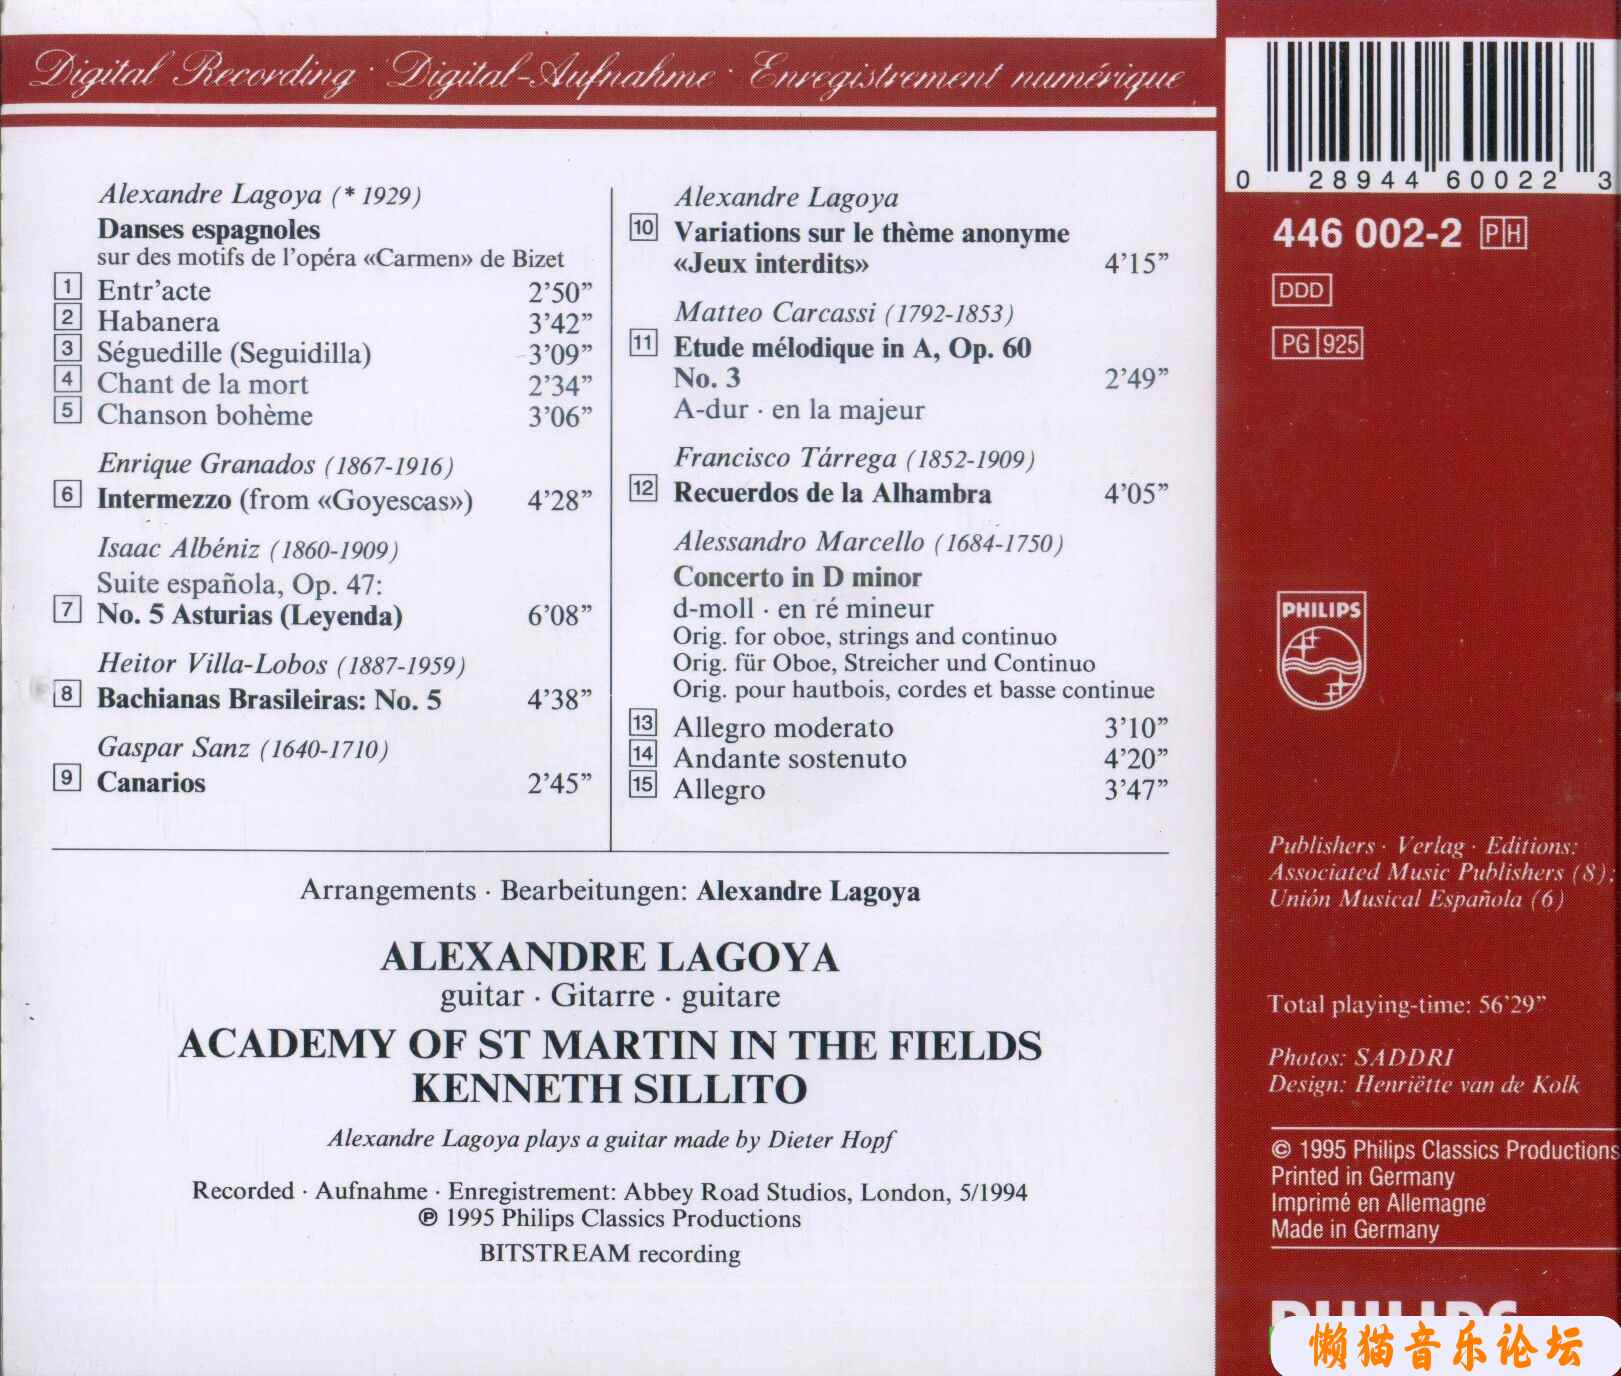 Digital Recording · Digital-Aufnahme · Enregistrement numérique
Alexandre Lagoya (* 1929)
Danses espagnoles
sur des motifs de l'opéra «Carmen» de Bizet
1 Entr'acte 2'50”
2 Habanera 3'42”
3 Séguedille (Seguidilla) 3'09”
4 Chant de la mort 2'34”
5 Chanson bohème 3'06”
Enrique Granados (1867-1916)
6 Intermezzo (from «Goyescas») 4'28”
Isaac Albéniz (1860-1909)
Suite española, Op. 47:
7 No. 5 Asturias (Leyenda) 6'08”
Heitor Villa-Lobos (1887-1959)
8 Bachianas Brasileiras: No. 5 4'38”
Gaspar Sanz (1640-1710)
9 Canarios 2'45”
Alexandre Lagoya
10 Variations sur le thème anonyme
«Jeux interdits» 4'15”
Matteo Carcassi (1792-1853)
11 Etude mélodique in A, Op. 60
No. 3 2'49”
A-dur · en la majeur
Francisco Tárrega (1852-1909)
12 Recuerdos de la Alhambra 4'05”
Alessandro Marcello (1684-1750)
Concerto in D minor
d-moll · en ré mineur
Orig. for oboe, strings and continuo
Orig. für Oboe, Streicher und Continuo
Orig. pour hautbois, cordes et basse continue
13 Allegro moderato 3'10”
14 Andante sostenuto 4'20”
15 Allegro 3'47”
Arrangements · Bearbeitungen: Alexandre Lagoya
ALEXANDRE LAGOYA
guitar · Gitarre · guitare
ACADEMY OF ST MARTIN IN THE FIELDS
KENNETH SILLITO
Alexandre Lagoya plays a guitar made by Dieter Hopf
Recorded · Aufnahme · Enregistrement: Abbey Road Studios, London, 5/1994
℗ 1995 Philips Classics Productions
BITSTREAM recording
0 28944 60022 3
446 002-2 PH
DDD
PG 925
PHILIPS
Publishers · Verlag · Editions:
Associated Music Publishers (8);
Unión Musical Española (6)
Total playing-time: 56'29”
Photos: SADDRI
Design: Henriëtte van de Kolk
© 1995 Philips Classics Productions
Printed in Germany
Imprimé en Allemagne
Made in Germany
PHILIPS
懒猫音乐论坛